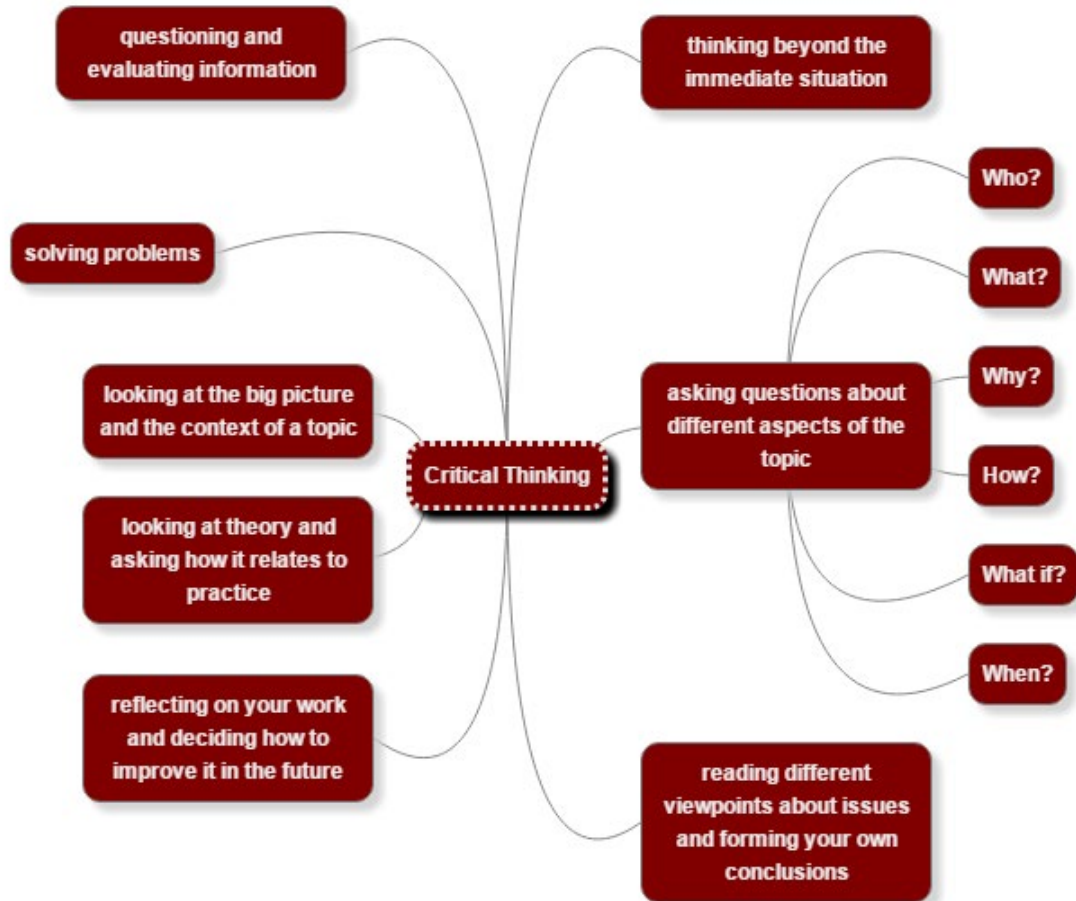 questioning and
evaluating information
thinking beyond the
immediate situation
Who?
solving problems
What?
looking at the big picture
and the context of a topic
asking questions about
different aspects of the
topic
Why?
Critical Thinking
How?
looking at theory and
asking how it relates to
practice
What if?
When?
reflecting on your work
and deciding how to
improve it in the future
reading different
viewpoints about issues
and forming your own
conclusions